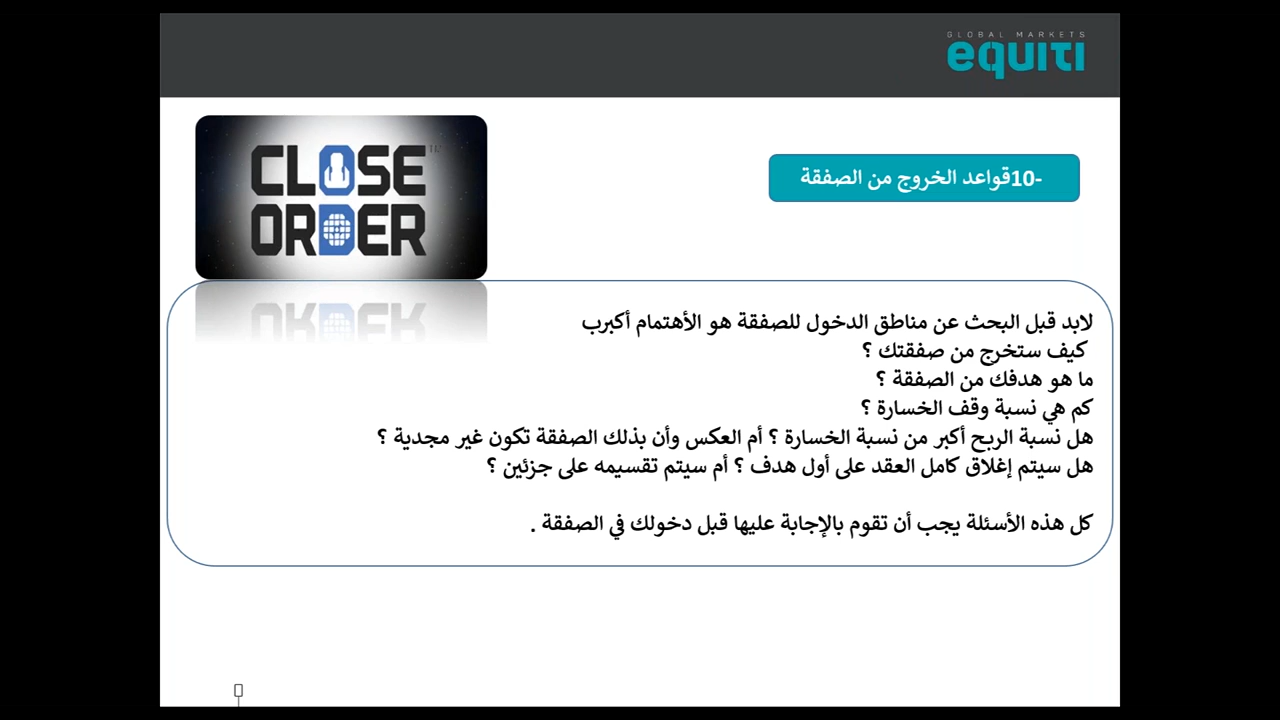 GLOBAL MARKETS
equiti
CLOSE
ORDER
-10قواعد الخروج من الصفقة
لابد قبل البحث عن مناطق الدخول للصفقة هو الأهتمام أكبرب
كيف ستخرج من صفقتك ؟
ما هو هدفك من الصفقة ؟
كم هي نسبة وقف الخسارة ؟
هل نسبة الربح أكبر من نسبة الخسارة ؟ أم العكس وأن بذلك الصفقة تكون غير مجدية ؟
هل سيتم إغلاق كامل العقد على أول هدف ؟ أم سيتم تقسيمه على جزئين ؟
كل هذه الأسئلة يجب أن تقوم بالإجابة عليها قبل دخولك في الصفقة .